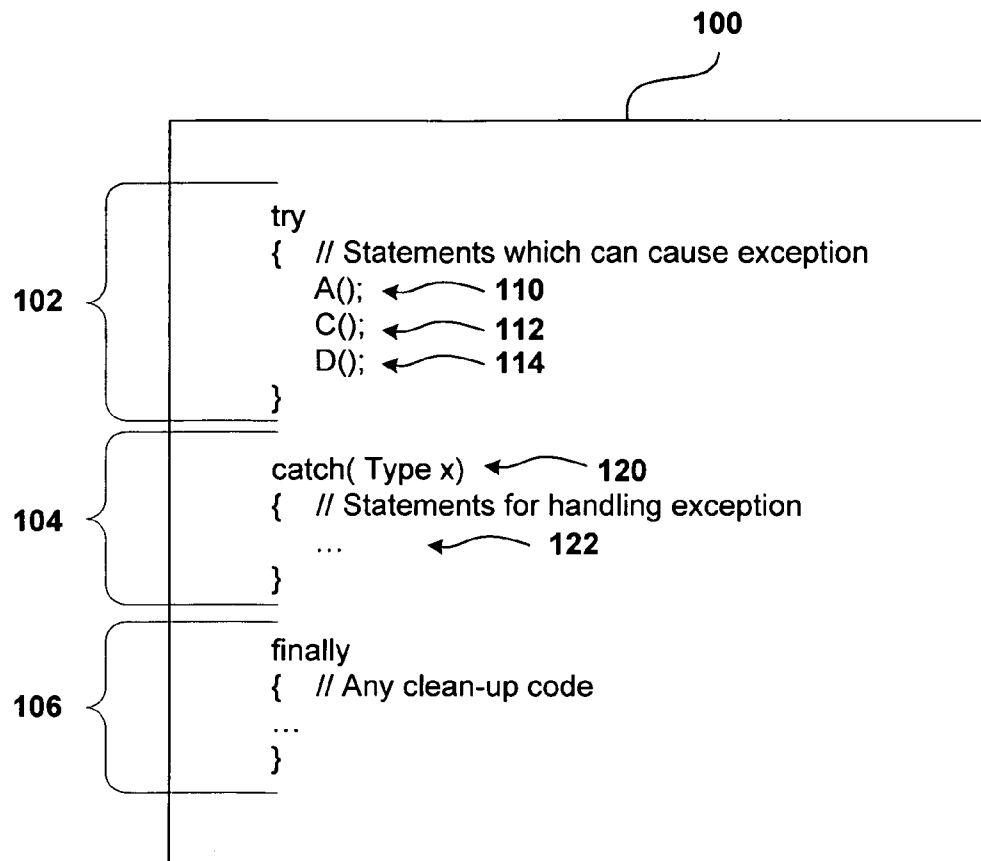 100
try
{ // Statements which can cause exception
102
A(); 110
C(); 112
D(); 114
}
catch( Type x) 120
104
{ // Statements for handling exception
... 122
}
finally
106
{ // Any clean-up code
...
}